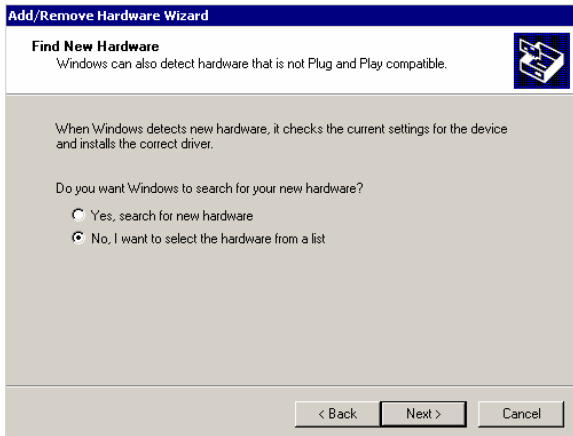 Add/Remove Hardware Wizard
Find New Hardware
Windows can also detect hardware that is not Plug and Play compatible.
When Windows detects new hardware, it checks the current settings for the device
and installs the correct driver.
Do you want Windows to search for your new hardware?
Yes, search for new hardware
No, I want to select the hardware from a list
< Back Next > Cancel